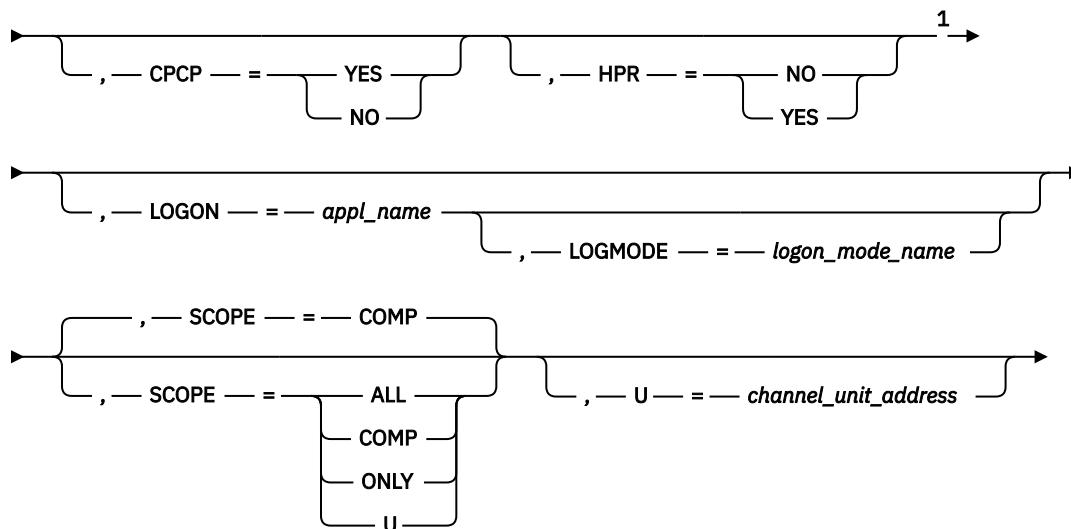 1
, CPCP = YES , HPR = NO
NO YES
, LOGON = appl_name
, LOGMODE = logon_mode_name
, SCOPE = COMP
, SCOPE = ALL , U = channel_unit_address
COMP
ONLY
U